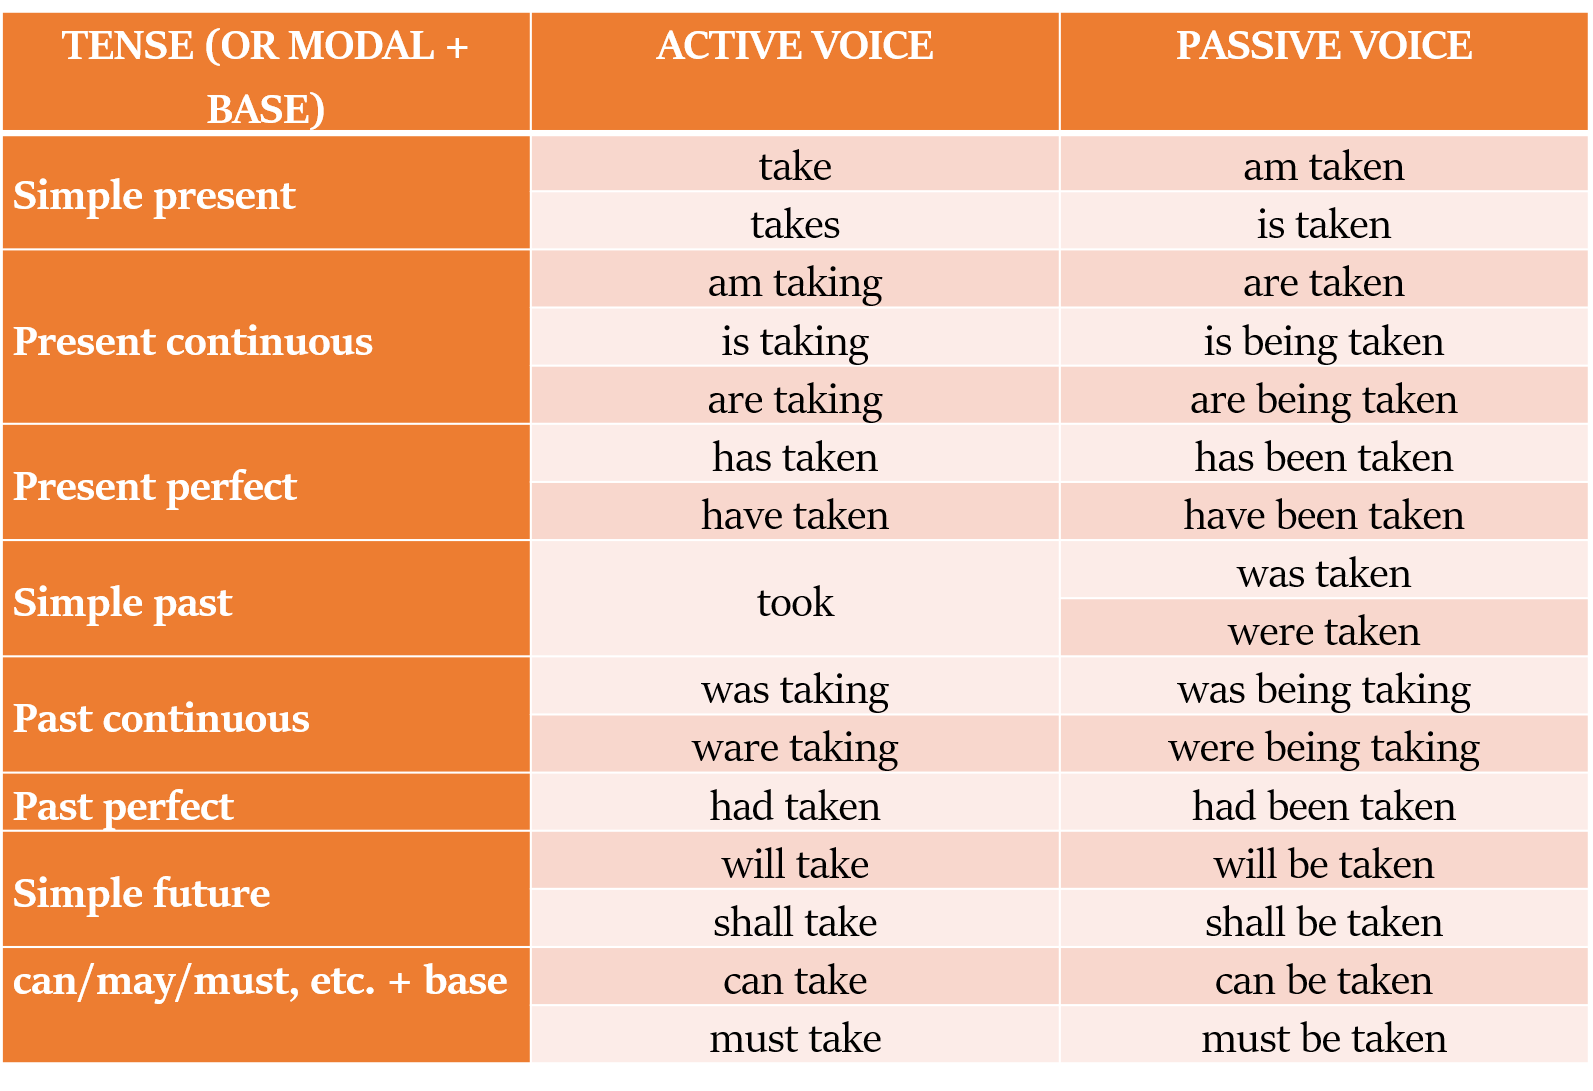 TENSE (OR MODAL + BASE) ACTIVE VOICE PASSIVE VOICE
Simple present take am taken
takes is taken
Present continuous am taking are taken
is taking is being taken
are taking are being taken
Present perfect has taken has been taken
have taken have been taken
Simple past took was taken
were taken
Past continuous was taking was being taking
ware taking were being taking
Past perfect had taken had been taken
Simple future will take will be taken
shall take shall be taken
can/may/must, etc. + base can take can be taken
must take must be taken